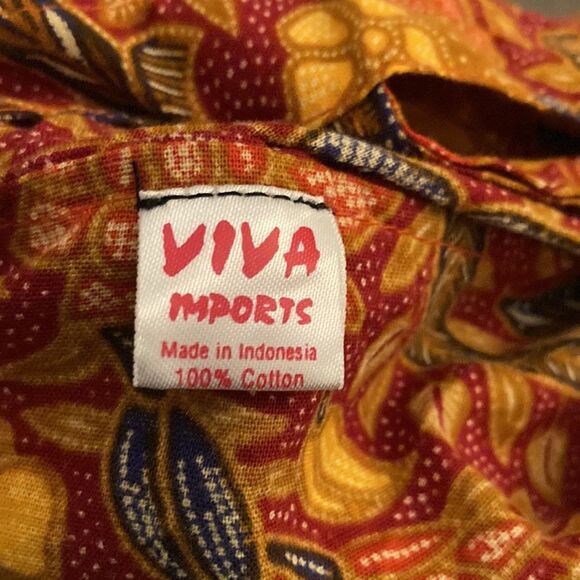 VIVA
IMPORTS
Made in Indonesia
100% Cotton